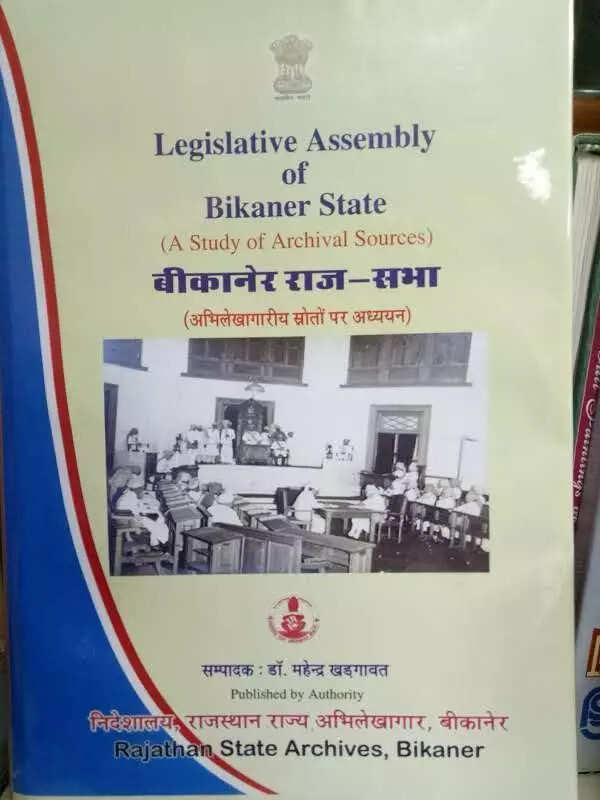 Legislative Assembly
of
Bikaner State
(A Study of Archival Sources)
बीकानेर राज-सभा
(अभिलेखागारीय स्रोतों पर अध्ययन)
सम्पादक : डॉ. महेन्द्र खड़गावत
Published by Authority
निदेशालय, राजस्थान राज्य अभिलेखागार, बीकानेर
Rajathan State Archives, Bikaner